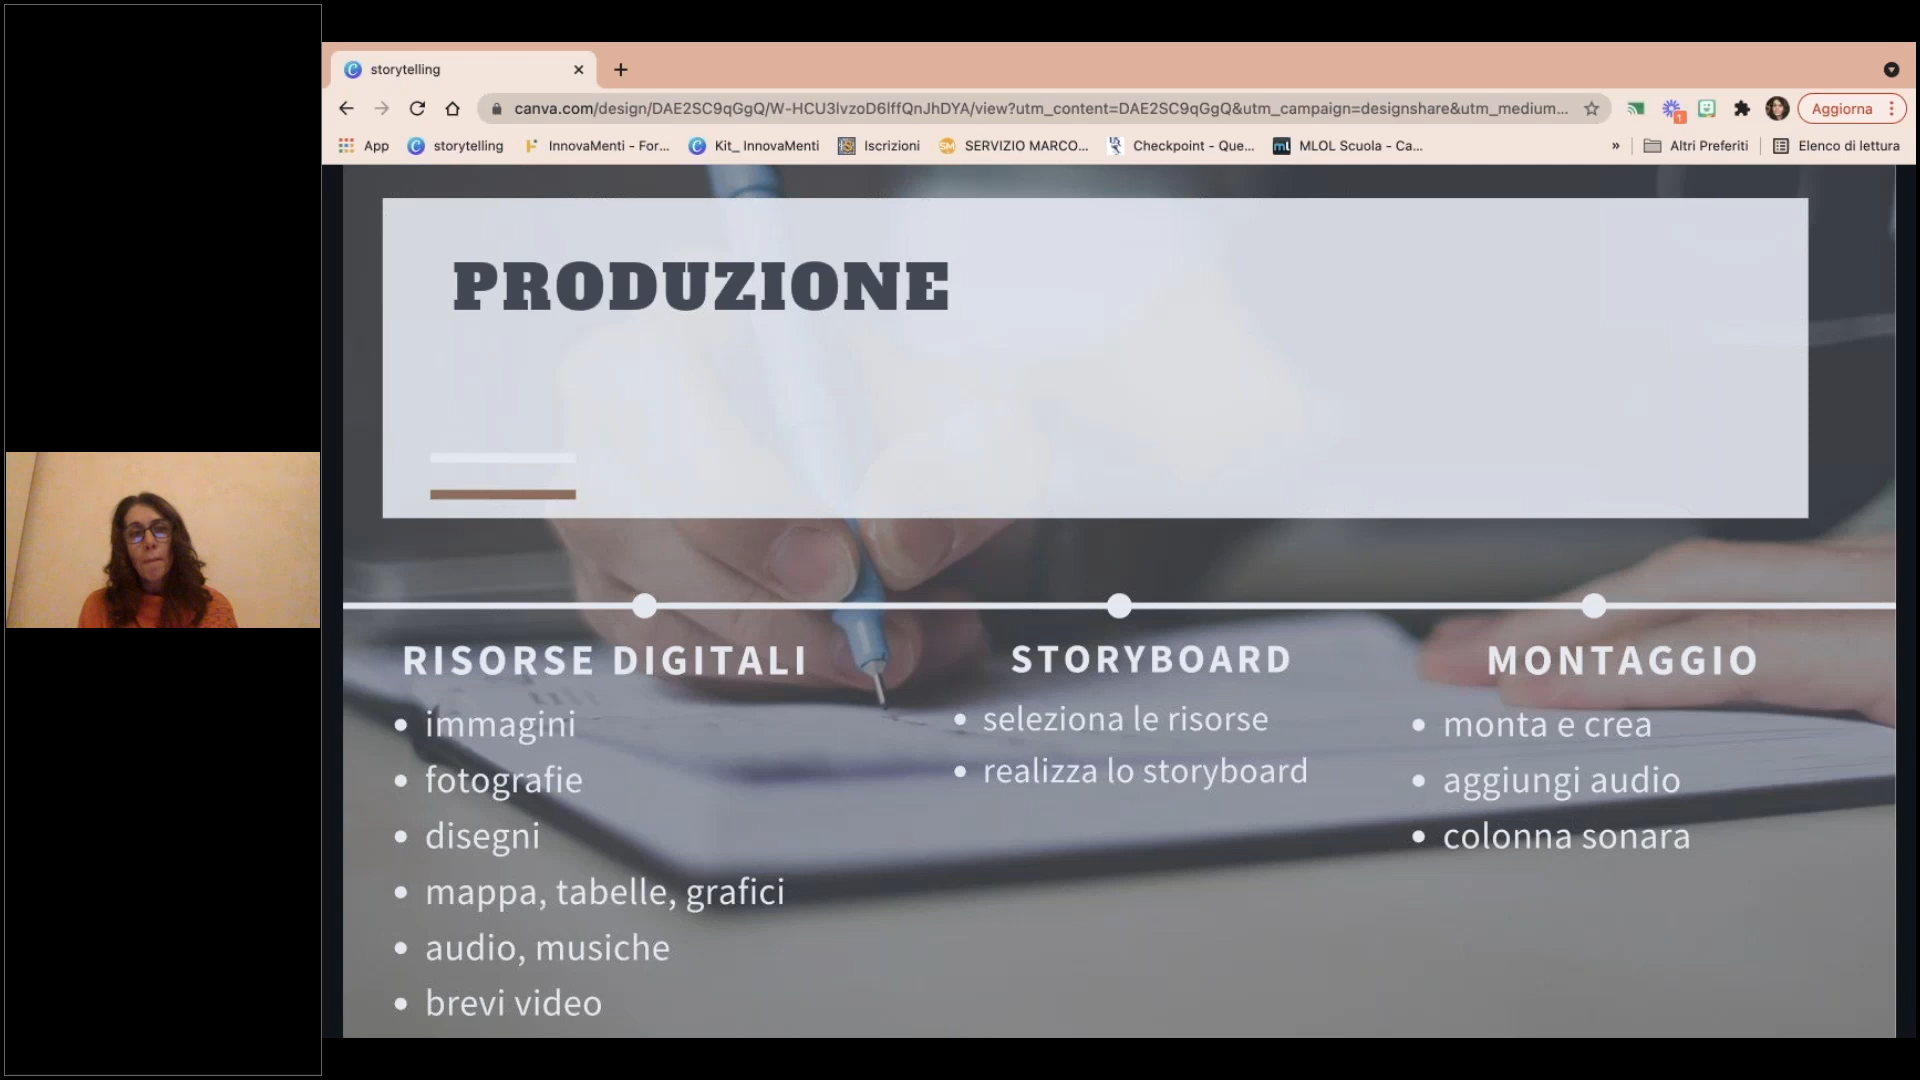 storytelling
canva.com/design/DAE2SC9qGgQ/W-HCU3lvzoD6lffQnJhDYA/view?utm_content=DAE2SC9qGgQ&utm_campaign=designshare&utm_medium...
Aggiorna
App storytelling InnovaMenti - For... Kit_ InnovaMenti Iscrizioni SERVIZIO MARCO... Checkpoint - Que... MLOL Scuola - Ca... » Altri Preferiti Elenco di lettura
PRODUZIONE
RISORSE DIGITALI
• immagini
• fotografie
• disegni
• mappa, tabelle, grafici
• audio, musiche
• brevi video
STORYBOARD
• seleziona le risorse
• realizza lo storyboard
MONTAGGIO
• monta e crea
• aggiungi audio
• colonna sonara